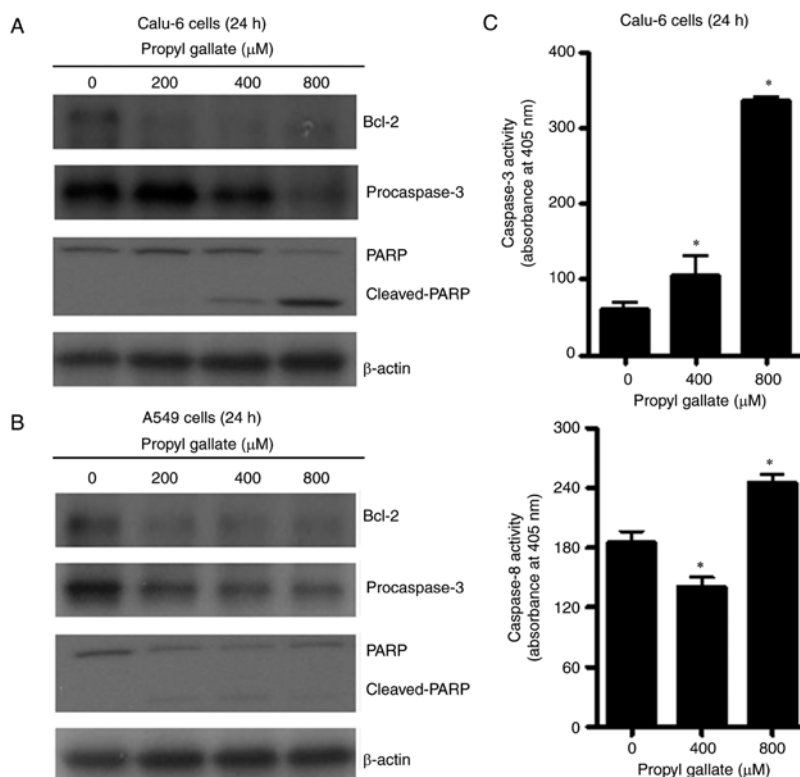 A
Calu-6 cells (24 h)
Propyl gallate (μM)
0 200 400 800
Bcl-2
Procaspase-3
PARP
Cleaved-PARP
β-actin
B
A549 cells (24 h)
Propyl gallate (μM)
0 200 400 800
Bcl-2
Procaspase-3
PARP
Cleaved-PARP
β-actin
C
Calu-6 cells (24 h)
Caspase-3 activity
(absorbance at 405 nm)
400
300
200
100
0
*
*
0 400 800
Propyl gallate (μM)
Caspase-8 activity
(absorbance at 405 nm)
300
240
180
120
60
0
*
*
0 400 800
Propyl gallate (μM)